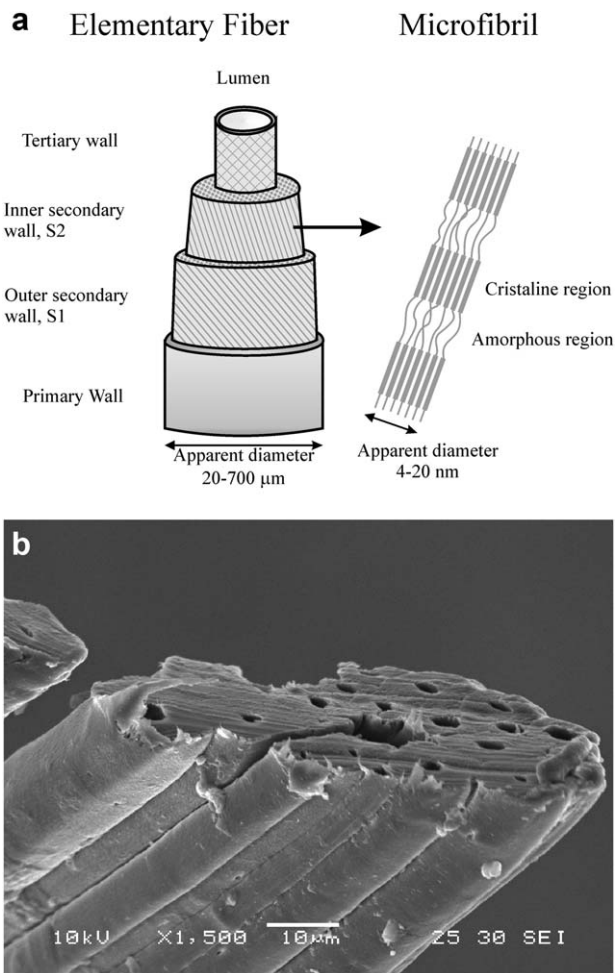 a
Elementary Fiber
Microfibril
Lumen
Tertiary wall
Inner secondary
wall, S2
Outer secondary
wall, S1
Cristaline region
Amorphous region
Primary Wall
Apparent diameter
20-700 μm
Apparent diameter
4-20 nm
b
10kV X1,500 10μm 25 30 SEI